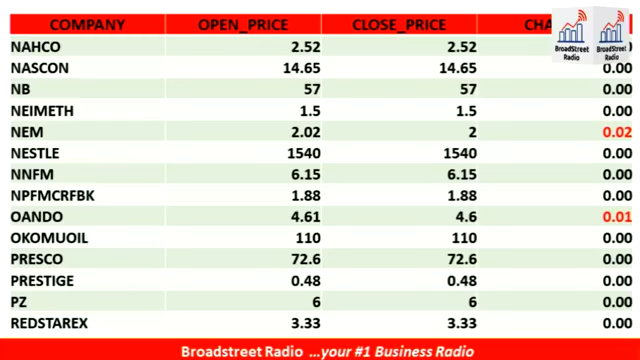 COMPANY OPEN_PRICE CLOSE_PRICE
BroadStreet Radio BroadStreet Radio
NAHCO 2.52 2.52
NASCON 14.65 14.65 0.00
NB 57 57 0.00
NEIMETH 1.5 1.5 0.00
NEM 2.02 2 0.02
NESTLE 1540 1540 0.00
NNFM 6.15 6.15 0.00
NPFMCRFBK 1.88 1.88 0.00
OANDO 4.61 4.6 0.01
OKOMUOIL 110 110 0.00
PRESCO 72.6 72.6 0.00
PRESTIGE 0.48 0.48 0.00
PZ 6 6 0.00
REDSTAREX 3.33 3.33 0.00
Broadstreet Radio ...your #1 Business Radio